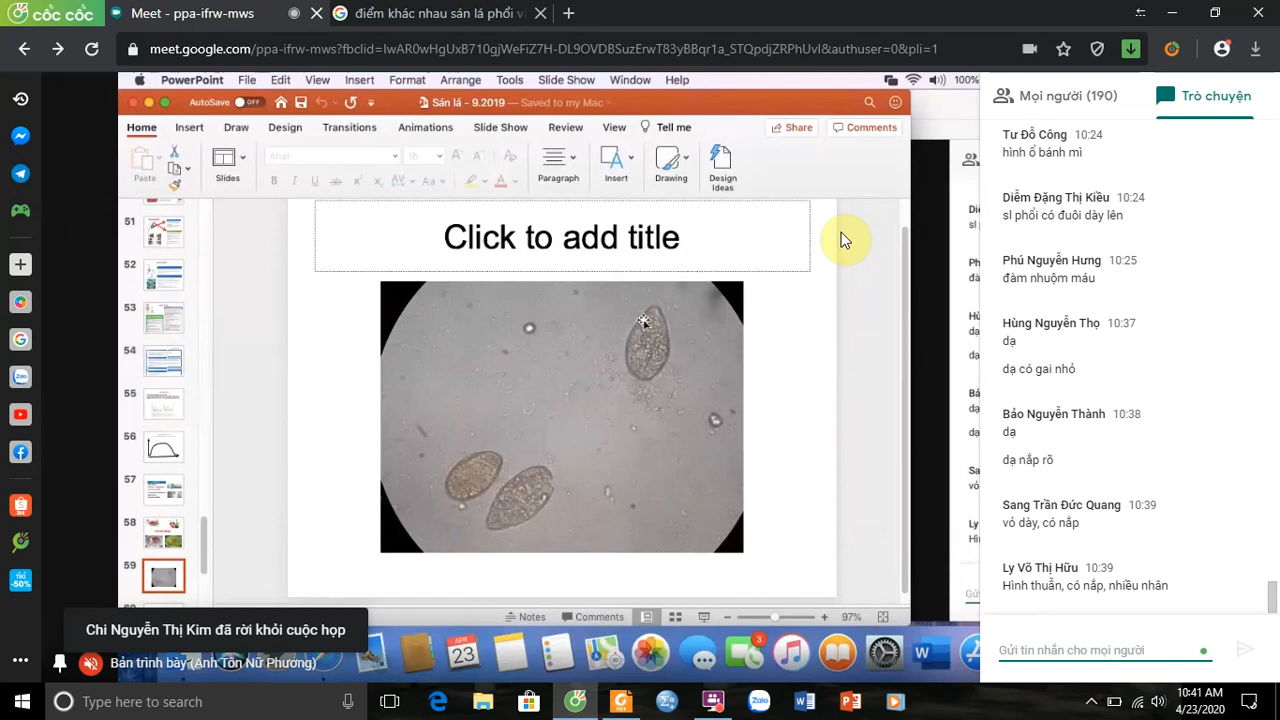 cốc cốc
Meet - ppa-ifrw-mws
điểm khác nhau sán lá phổi v
meet.google.com/ppa-ifrw-mws?fbclid=IwAR0wHgUxB710gjWeFiZ7H-DL9OVDBSuzErwT83yBBqr1a_STQpdjZRPhUvI&authuser=0&pli=1
PowerPoint File Edit View Insert Format Arrange Tools Slide Show Window Help
100%
AutoSave OFF
Sán lá - 9.2019 — Saved to my Mac
Home Insert Draw Design Transitions Animations Slide Show Review View Tell me
Share Comments
Paste
Slides
Arial
16
Paragraph
Insert
Drawing
Design
Ideas
51
52
53
54
55
56
57
58
59
Click to add title
Notes Comments
97%
Chi Nguyễn Thị Kim đã rời khỏi cuộc họp
Bản trình bày (Anh Tôn Nữ Phương)
APR
23
3
Zalo
TIKI
-50%
Mọi người (190)
Trò chuyện
Tư Đỗ Công 10:24
hình ổ bánh mì
Diễm Đặng Thị Kiều 10:24
sl phổi có đuôi dày lên
Phú Nguyễn Hưng 10:25
đàm nhuộm máu
Hùng Nguyễn Thọ 10:37
dạ
dạ có gai nhỏ
Bảo Nguyễn Thành 10:38
dạ
dạ nắp rõ
Sang Trần Đức Quang 10:39
vỏ dày, có nắp
Ly Võ Thị Hữu 10:39
Hình thuẫn, có nắp, nhiều nhân
Gửi tin nhắn cho mọi người
Type here to search
Zalo
10:41 AM
4/23/2020